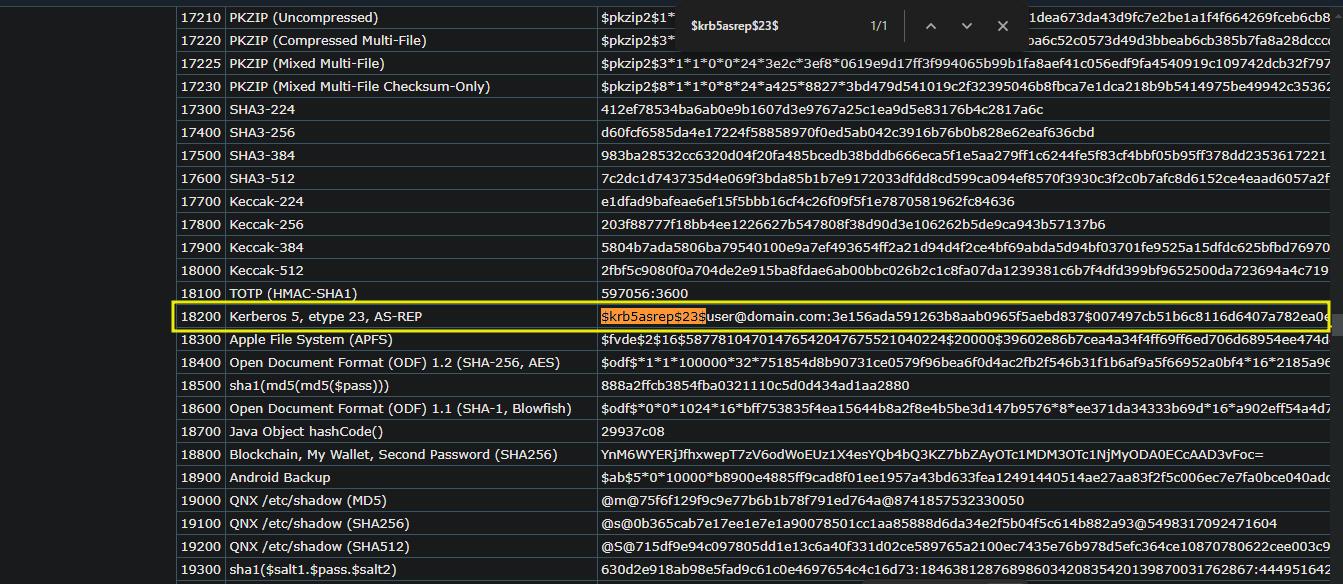 $krb5asrep$23$ 1/1
17210 PKZIP (Uncompressed) $pkzip2$1* 1dea673da43d9fc7e2be1a1f4f664269fceb6cb8
17220 PKZIP (Compressed Multi-File) $pkzip2$3* ba6c52c0573d49d3bbeab6cb385b7fa8a28dccc
17225 PKZIP (Mixed Multi-File) $pkzip2$3*1*1*0*0*24*3e2c*3ef8*0619e9d17ff3f994065b99b1fa8aef41c056edf9fa4540919c109742dcb32f797
17230 PKZIP (Mixed Multi-File Checksum-Only) $pkzip2$8*1*1*0*8*24*a425*8827*3bd479d541019c2f32395046b8fbca7e1dca218b9b5414975be49942c35362
17300 SHA3-224 412ef78534ba6ab0e9b1607d3e9767a25c1ea9d5e83176b4c2817a6c
17400 SHA3-256 d60fcf6585da4e17224f58858970f0ed5ab042c3916b76b0b828e62eaf636cbd
17500 SHA3-384 983ba28532cc6320d04f20fa485bcedb38bddb666eca5f1e5aa279ff1c6244fe5f83cf4bbf05b95ff378dd2353617221
17600 SHA3-512 7c2dc1d743735d4e069f3bda85b1b7e9172033dfdd8cd599ca094ef8570f3930c3f2c0b7afc8d6152ce4eaad6057a2f
17700 Keccak-224 e1dfad9bafeae6ef15f5bbb16cf4c26f09f5f1e7870581962fc84636
17800 Keccak-256 203f88777f18bb4ee1226627b547808f38d90d3e106262b5de9ca943b57137b6
17900 Keccak-384 5804b7ada5806ba79540100e9a7ef493654ff2a21d94d4f2ce4bf69abda5d94bf03701fe9525a15dfdc625bfbd76970
18000 Keccak-512 2fbf5c9080f0a704de2e915ba8fdae6ab00bbc026b2c1c8fa07da1239381c6b7f4dfd399bf9652500da723694a4c719
18100 TOTP (HMAC-SHA1) 597056:3600
18200 Kerberos 5, etype 23, AS-REP $krb5asrep$23$user@domain.com:3e156ada591263b8aab0965f5aebd837$007497cb51b6c8116d6407a782ea0e
18300 Apple File System (APFS) $fvde$2$16$58778104701476542047675521040224$20000$39602e86b7cea4a34f4ff69ff6ed706d68954ee474d
18400 Open Document Format (ODF) 1.2 (SHA-256, AES) $odf$*1*1*100000*32*751854d8b90731ce0579f96bea6f0d4ac2fb2f546b31f1b6af9a5f66952a0bf4*16*2185a96
18500 sha1(md5(md5($pass))) 888a2ffcb3854fba0321110c5d0d434ad1aa2880
18600 Open Document Format (ODF) 1.1 (SHA-1, Blowfish) $odf$*0*0*1024*16*bff753835f4ea15644b8a2f8e4b5be3d147b9576*8*ee371da34333b69d*16*a902eff54a4d7
18700 Java Object hashCode() 29937c08
18800 Blockchain, My Wallet, Second Password (SHA256) YnM6WYERjJfhxwepT7zV6odWoEUz1X4esYQb4bQ3KZ7bbZAyOTc1MDM3OTc1NjMyODA0ECcAAD3vFoc=
18900 Android Backup $ab$5*0*10000*b8900e4885ff9cad8f01ee1957a43bd633fea12491440514ae27aa83f2f5c006ec7e7fa0bce040add
19000 QNX /etc/shadow (MD5) @m@75f6f129f9c9e77b6b1b78f791ed764a@8741857532330050
19100 QNX /etc/shadow (SHA256) @s@0b365cab7e17ee1e7e1a90078501cc1aa85888d6da34e2f5b04f5c614b882a93@5498317092471604
19200 QNX /etc/shadow (SHA512) @S@715df9e94c097805dd1e13c6a40f331d02ce589765a2100ec7435e76b978d5efc364ce10870780622cee003c9
19300 sha1($salt1.$pass.$salt2) 630d2e918ab98e5fad9c61c0e4697654c4c16d73:18463812876898603420835420139870031762867:444951642